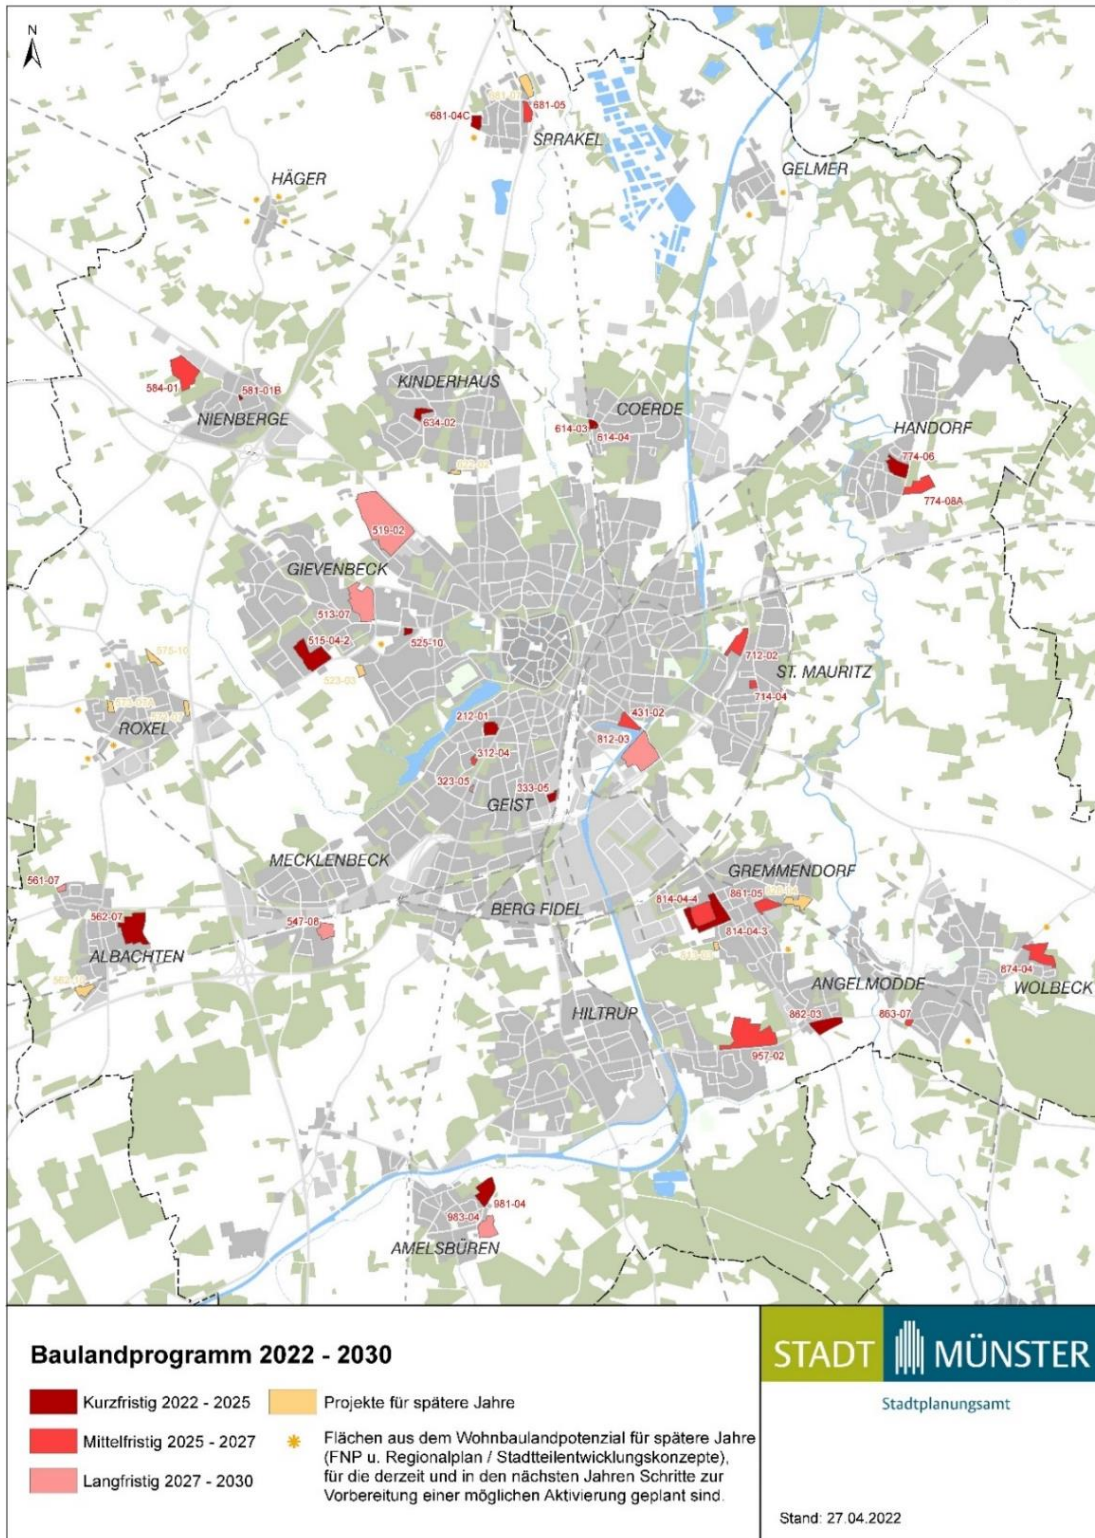 N
681-07
681-04C
681-05
SPRAKEL
GELMER
HÄGER
584-01
581-01B
NIENBERGE
KINDERHAUS
634-02
COERDE
614-03
614-04
HANDORF
774-06
774-08A
519-02
GIEVENBECK
513-07
515-04-2
525-10
523-03
712-02
ST. MAURITZ
714-04
575-10
ROXEL
212-01
431-02
812-03
312-04
323-05
333-05
GEIST
MECKLENBECK
GREMMENDORF
561-07
562-07
547-08
BERG FIDEL
814-04-4
861-05
814-04-3
ALBACHTEN
874-04
WOLBECK
ANGELMODDE
HILTRUP
862-03
863-07
957-02
981-04
983-04
AMELSBÜREN
Baulandprogramm 2022 - 2030
Kurzfristig 2022 - 2025
Mittelfristig 2025 - 2027
Langfristig 2027 - 2030
Projekte für spätere Jahre
Flächen aus dem Wohnbaulandpotenzial für spätere Jahre
(FNP u. Regionalplan / Stadtteilentwicklungskonzepte),
für die derzeit und in den nächsten Jahren Schritte zur
Vorbereitung einer möglichen Aktivierung geplant sind.
STADT MÜNSTER
Stadtplanungsamt
Stand: 27.04.2022